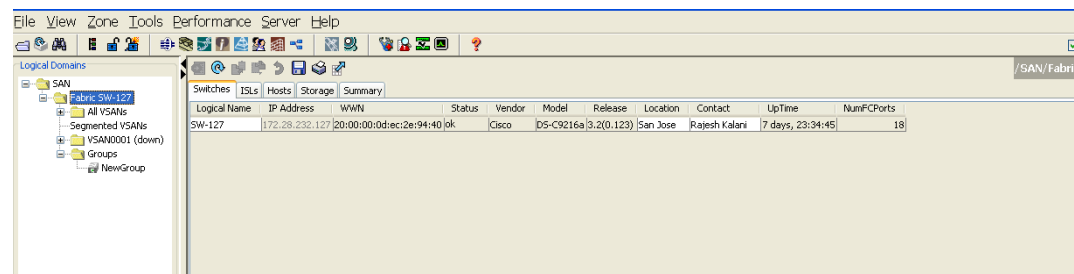 File View Zone Tools Performance Server Help
Logical Domains
/SAN/Fabri
SAN
Fabric SW-127
All VSANs
Segmented VSANs
VSAN0001 (down)
Groups
NewGroup
Switches ISLs Hosts Storage Summary
Logical Name IP Address WWN Status Vendor Model Release Location Contact UpTime NumFCPorts
SW-127 172.28.232.127 20:00:00:0d:ec:2e:94:40 ok Cisco DS-C9216a 3.2(0.123) San Jose Rajesh Kalani 7 days, 23:34:45 18